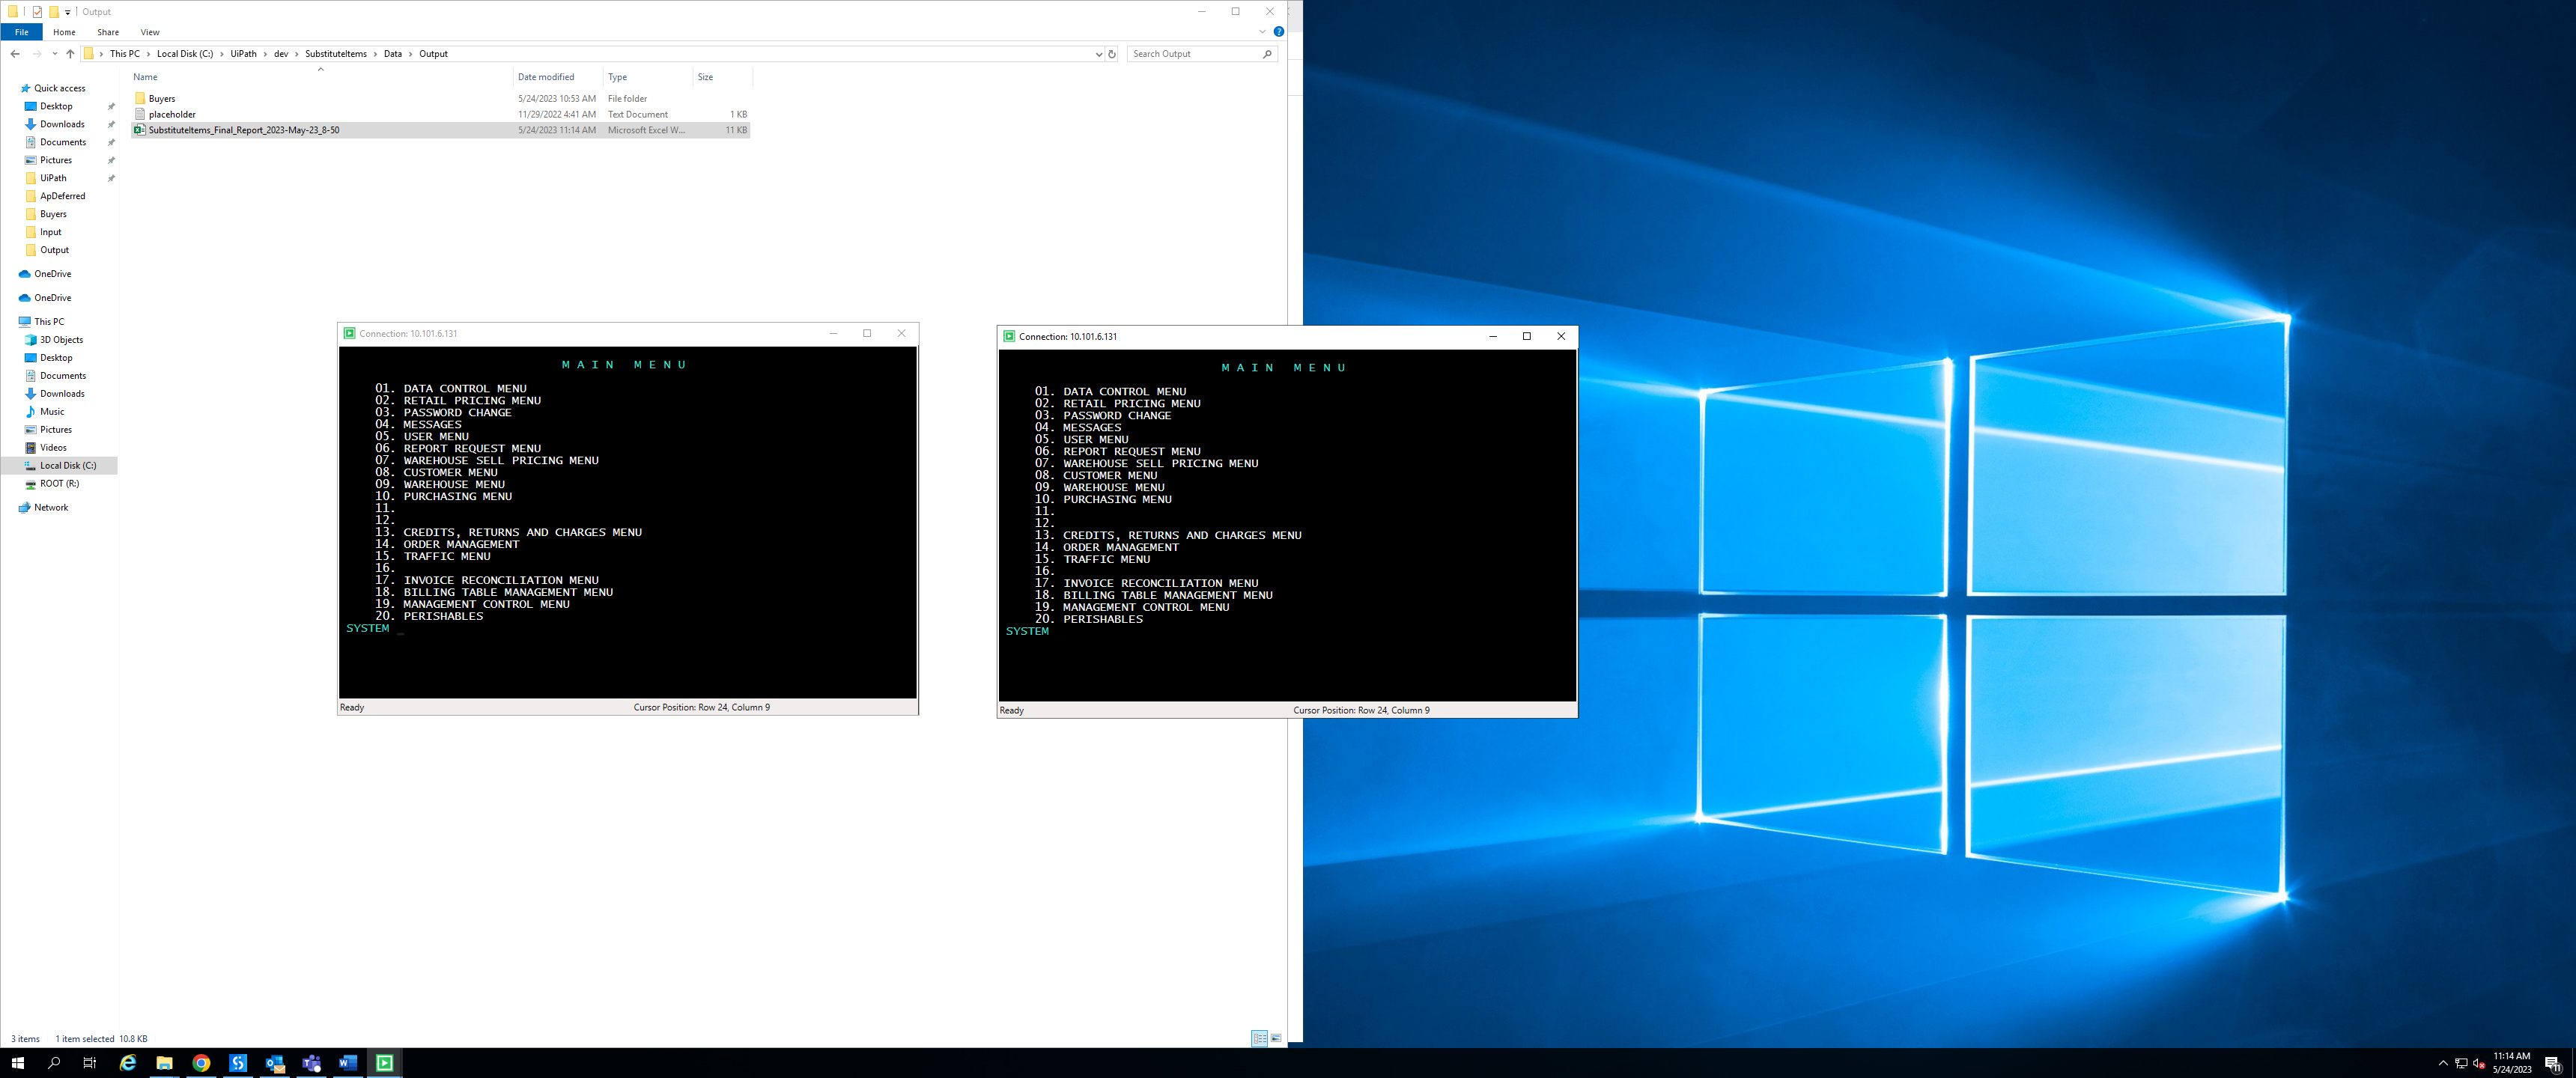 Output
File Home Share View
This PC Local Disk (C:) UiPath dev SubstituteItems Data Output
Search Output
Name Date modified Type Size
Buyers 5/24/2023 10:53 AM File folder
placeholder 11/29/2022 4:41 AM Text Document 1 KB
SubstituteItems_Final_Report_2023-May-23_8-50 5/24/2023 11:14 AM Microsoft Excel W... 11 KB
Quick access
Desktop
Downloads
Documents
Pictures
UiPath
ApDeferred
Buyers
Input
Output
OneDrive
OneDrive
This PC
3D Objects
Desktop
Documents
Downloads
Music
Pictures
Videos
Local Disk (C:)
ROOT (R:)
Network
Connection: 10.101.6.131
M A I N   M E N U
01. DATA CONTROL MENU
02. RETAIL PRICING MENU
03. PASSWORD CHANGE
04. MESSAGES
05. USER MENU
06. REPORT REQUEST MENU
07. WAREHOUSE SELL PRICING MENU
08. CUSTOMER MENU
09. WAREHOUSE MENU
10. PURCHASING MENU
11.
12.
13. CREDITS, RETURNS AND CHARGES MENU
14. ORDER MANAGEMENT
15. TRAFFIC MENU
16.
17. INVOICE RECONCILIATION MENU
18. BILLING TABLE MANAGEMENT MENU
19. MANAGEMENT CONTROL MENU
20. PERISHABLES
SYSTEM _
Ready Cursor Position: Row 24, Column 9
Connection: 10.101.6.131
M A I N   M E N U
01. DATA CONTROL MENU
02. RETAIL PRICING MENU
03. PASSWORD CHANGE
04. MESSAGES
05. USER MENU
06. REPORT REQUEST MENU
07. WAREHOUSE SELL PRICING MENU
08. CUSTOMER MENU
09. WAREHOUSE MENU
10. PURCHASING MENU
11.
12.
13. CREDITS, RETURNS AND CHARGES MENU
14. ORDER MANAGEMENT
15. TRAFFIC MENU
16.
17. INVOICE RECONCILIATION MENU
18. BILLING TABLE MANAGEMENT MENU
19. MANAGEMENT CONTROL MENU
20. PERISHABLES
SYSTEM
Ready Cursor Position: Row 24, Column 9
3 items 1 item selected 10.8 KB
11:14 AM
5/24/2023
11